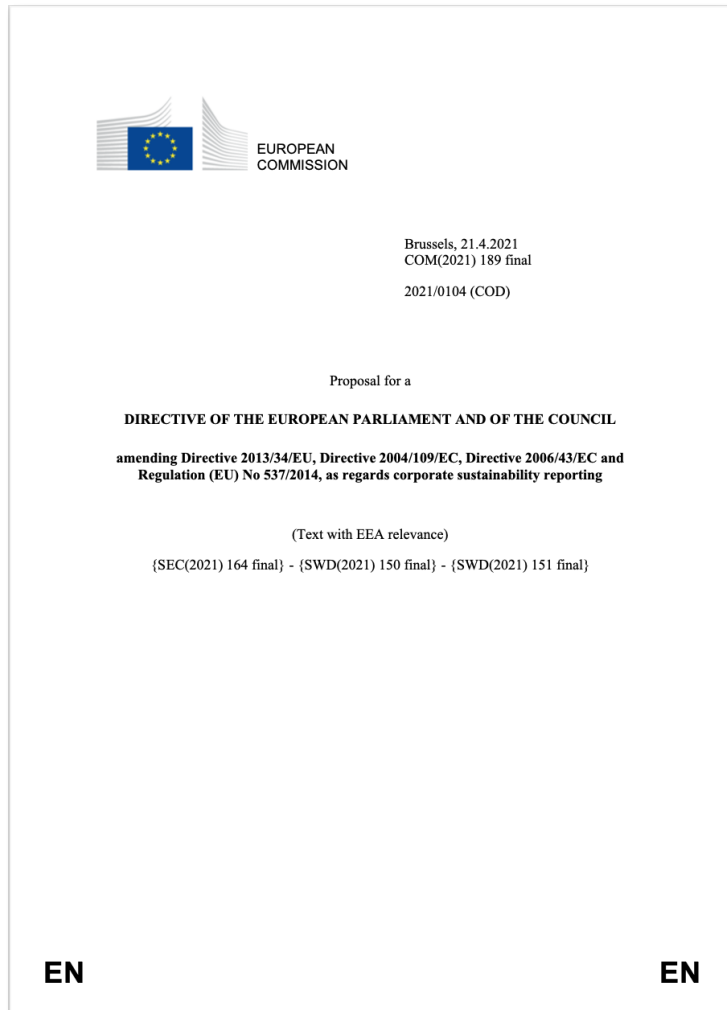 EUROPEAN
COMMISSION
Brussels, 21.4.2021
COM(2021) 189 final
2021/0104 (COD)
Proposal for a
DIRECTIVE OF THE EUROPEAN PARLIAMENT AND OF THE COUNCIL
amending Directive 2013/34/EU, Directive 2004/109/EC, Directive 2006/43/EC and
Regulation (EU) No 537/2014, as regards corporate sustainability reporting
(Text with EEA relevance)
{SEC(2021) 164 final} - {SWD(2021) 150 final} - {SWD(2021) 151 final}
EN EN